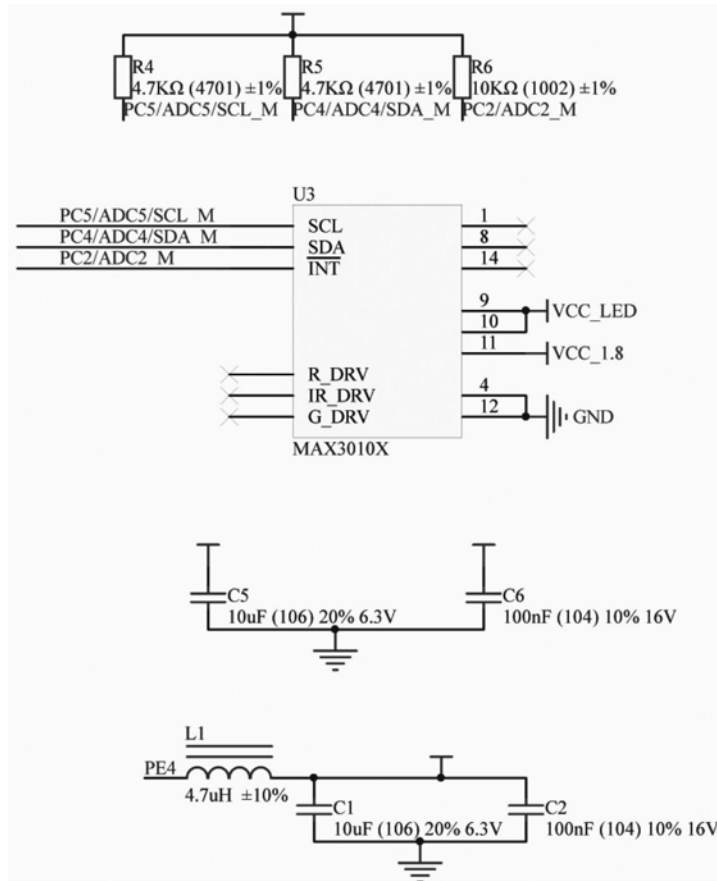 R4
4.7KΩ (4701) ±1%
PC5/ADC5/SCL_M
R5
4.7KΩ (4701) ±1%
PC4/ADC4/SDA_M
R6
10KΩ (1002) ±1%
PC2/ADC2_M
U3
PC5/ADC5/SCL M
PC4/ADC4/SDA M
PC2/ADC2 M
SCL
SDA
INT
R_DRV
IR_DRV
G_DRV
1
8
14
9
10
11
4
12
VCC_LED
VCC_1.8
GND
MAX3010X
C5
10uF (106) 20% 6.3V
C6
100nF (104) 10% 16V
L1
PE4
4.7uH ±10%
C1
10uF (106) 20% 6.3V
C2
100nF (104) 10% 16V